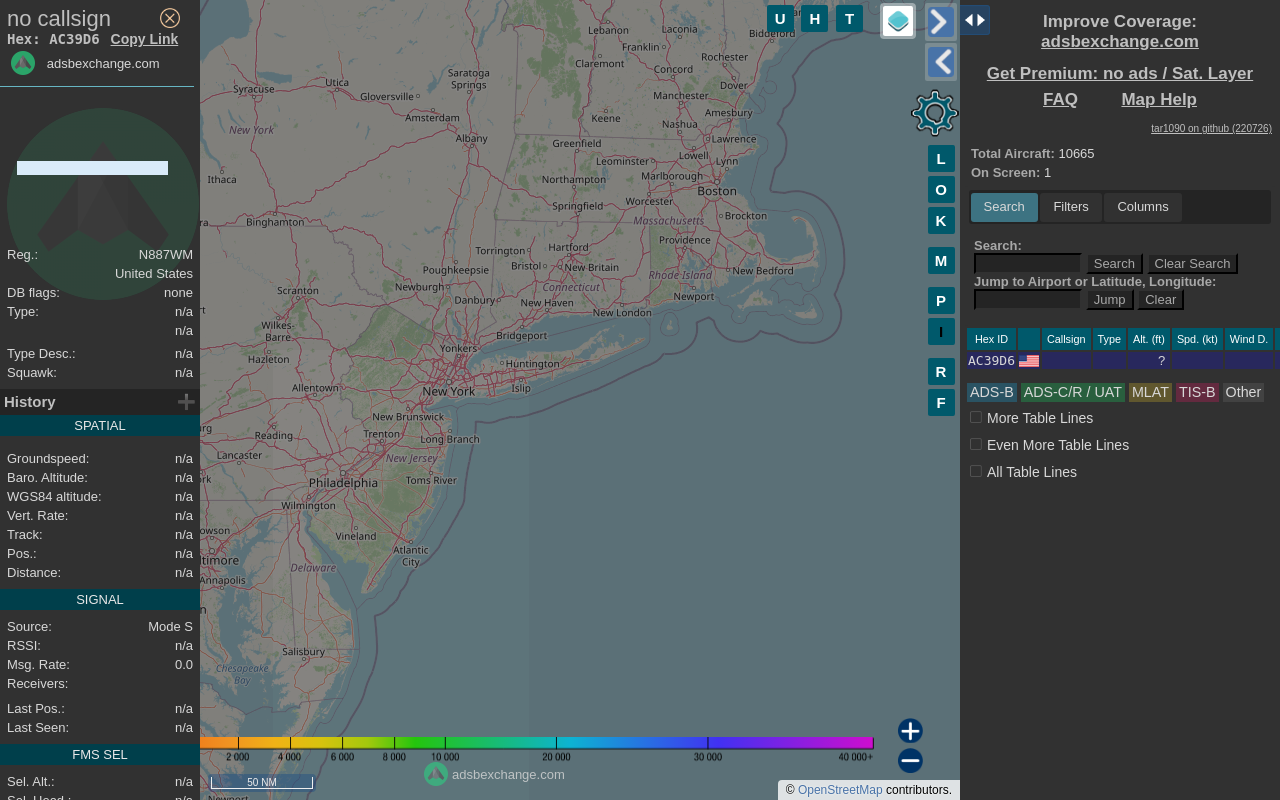 no callsign
Hex: AC39D6 Copy Link
adsbexchange.com
Reg.: N887WM
United States
DB flags: none
Type: n/a
n/a
Type Desc.: n/a
Squawk: n/a
History
SPATIAL
Groundspeed: n/a
Baro. Altitude: n/a
WGS84 altitude: n/a
Vert. Rate: n/a
Track: n/a
Pos.: n/a
Distance: n/a
SIGNAL
Source: Mode S
RSSI: n/a
Msg. Rate: 0.0
Receivers:
Last Pos.: n/a
Last Seen: n/a
FMS SEL
Sel. Alt.: n/a
U H T
L
O
K
M
P
I
R
F
Lebanon
Laconia
Biddeford
Franklin
Claremont
Rochester
Concord
Dover
Saratoga
Springs
Utica
Syracuse
Gloversville
Manchester
Amesbury
Keene
Nashua
Amsterdam
New York
Albany
Lawrence
Greenfield
Lowell
Lynn
Leominster
Ithaca
Northampton
Marlborough
Boston
Worcester
Springfield
Binghamton
Massachusetts
Brockton
Providence
Hartford
Torrington
Bristol
New Britain
New Bedford
Poughkeepsie
Rhode Island
Connecticut
Newburgh
Scranton
Danbury
New Haven
New London
Newport
Wilkes-
Barre
Bridgeport
Yonkers
Hazleton
Huntington
Allentown
New York
Islip
New Brunswick
Reading
Trenton
Long Branch
Lancaster
New Jersey
Toms River
Philadelphia
Wilmington
Vineland
Atlantic
City
Delaware
Annapolis
Salisbury
Chesapeake
Bay
2 000 4 000 6 000 8 000 10 000 20 000 30 000 40 000+
50 NM
adsbexchange.com
© OpenStreetMap contributors.
Improve Coverage:
adsbexchange.com
Get Premium: no ads / Sat. Layer
FAQ Map Help
tar1090 on github (220726)
Total Aircraft: 10665
On Screen: 1
Search Filters Columns
Search:
Search Clear Search
Jump to Airport or Latitude, Longitude:
Jump Clear
Hex ID Callsign Type Alt. (ft) Spd. (kt) Wind D.
AC39D6 ?
ADS-B ADS-C/R / UAT MLAT TIS-B Other
More Table Lines
Even More Table Lines
All Table Lines